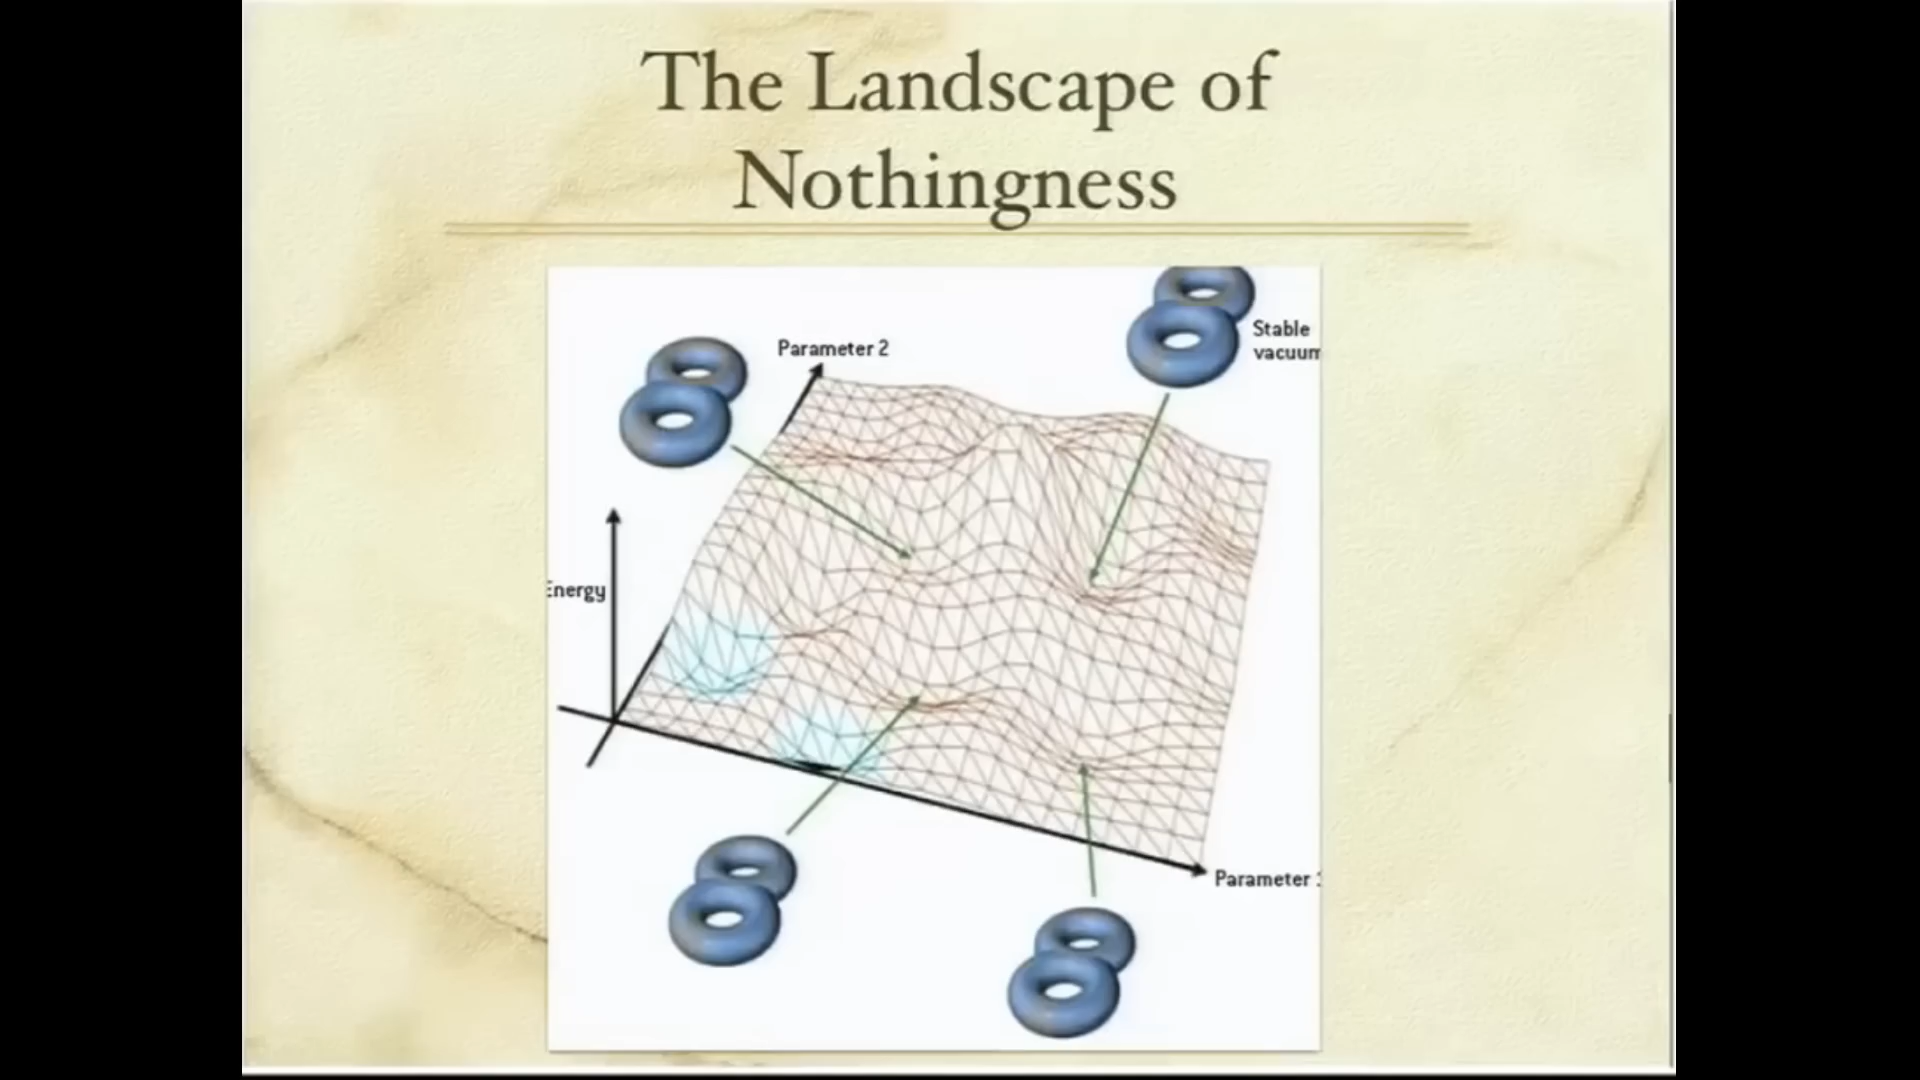 The Landscape of
Nothingness
Stable
vacuum
Parameter 2
Energy
Parameter